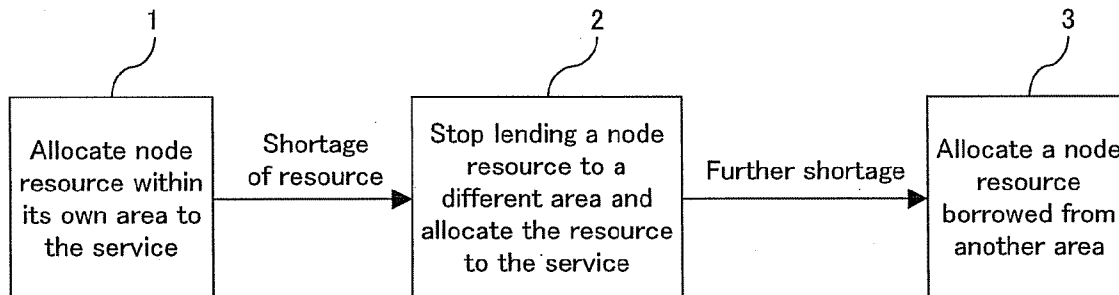 1
2
3
Allocate node
resource within
its own area to
the service
Shortage
of resource
Stop lending a node
resource to a
different area and
allocate the resource
to the service
Further shortage
Allocate a node
resource
borrowed from
another area